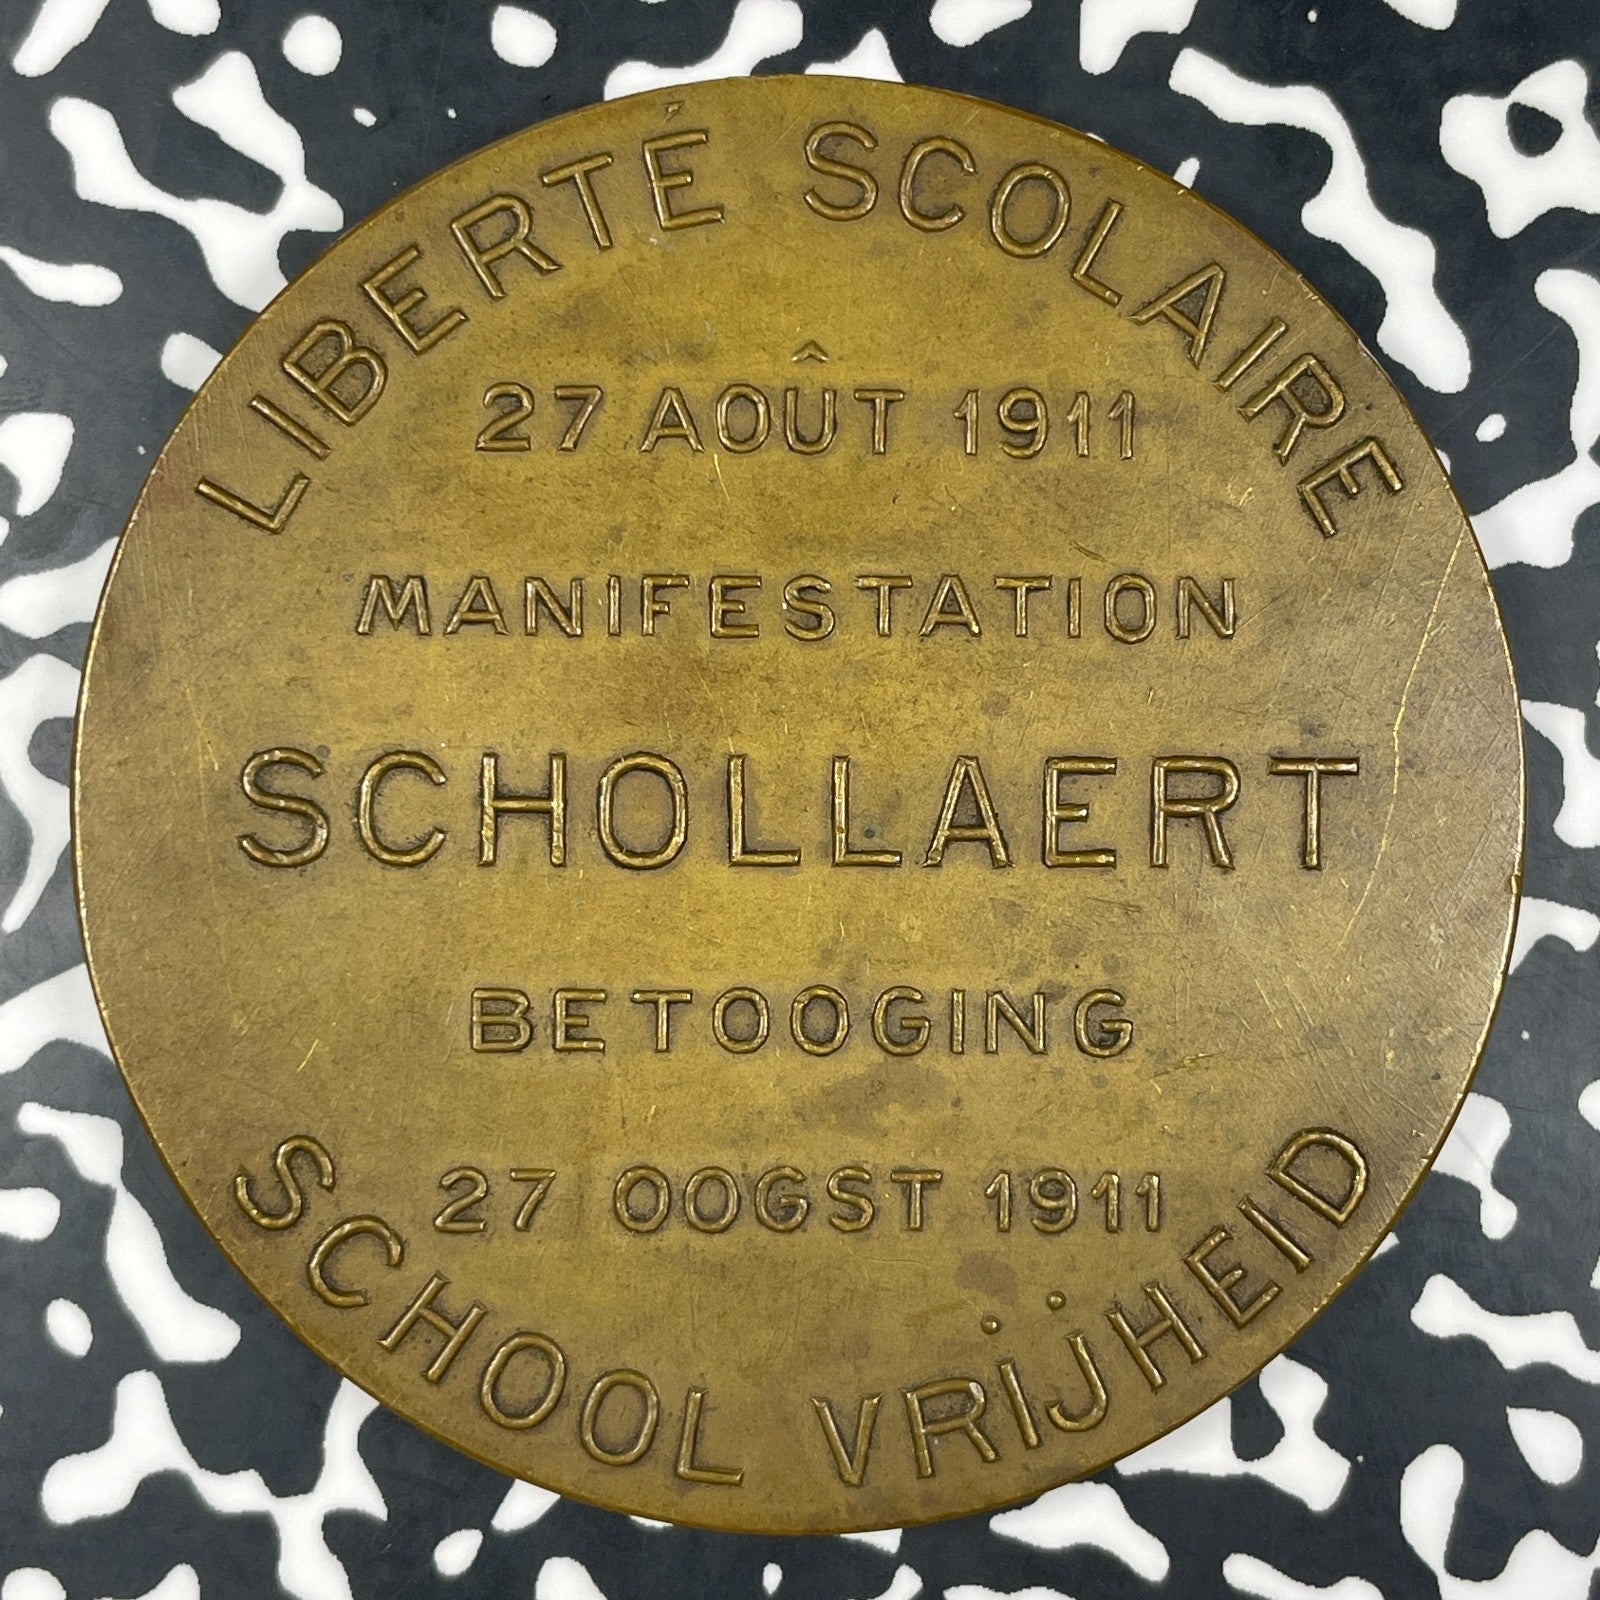 LIBERTÉ SCOLAIRE
27 AOÛT 1911
MANIFESTATION
SCHOLLAERT
BETOOGING
27 OOGST 1911
SCHOOL VRijHEID